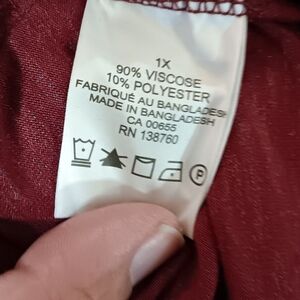 1X
90% VISCOSE
10% POLYESTER
FABRIQUÉ AU BANGLADESH
MADE IN BANGLADESH
CA 00655
RN 138760
P